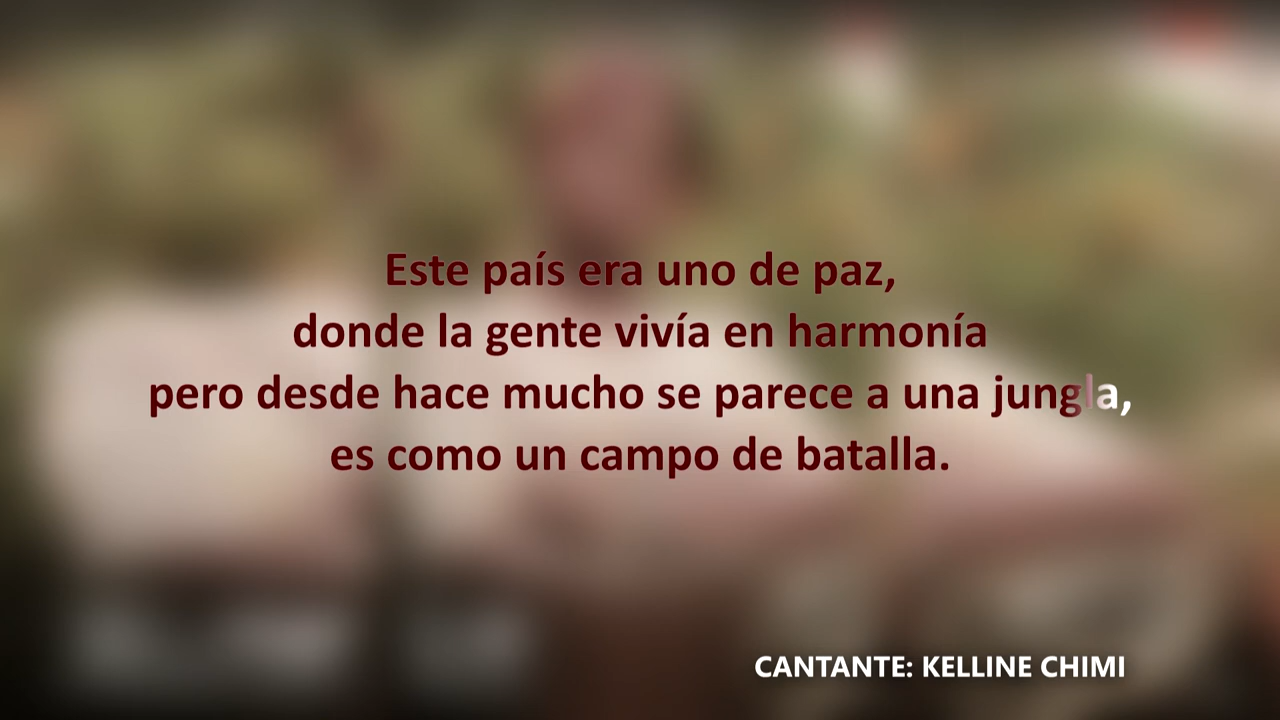 Este país era uno de paz,
donde la gente vivía en harmonía
pero desde hace mucho se parece a una jungla,
es como un campo de batalla.
CANTANTE: KELLINE CHIMI